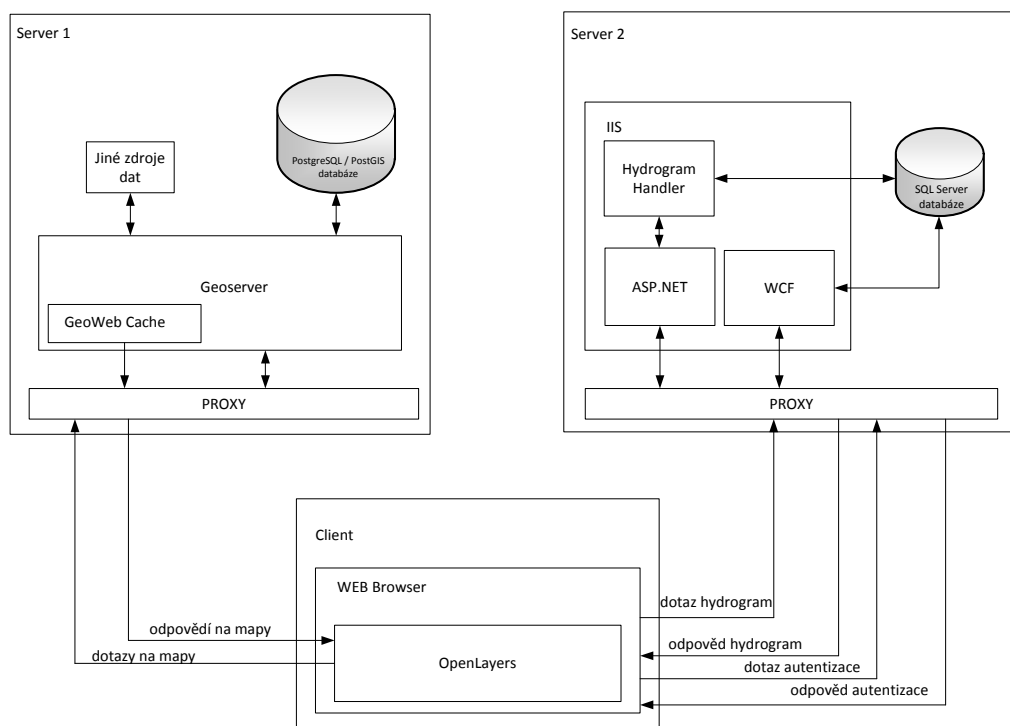 Server 1
Jiné zdroje
dat
PostgreSQL / PostGIS
databáze
Geoserver
GeoWeb Cache
PROXY
Server 2
IIS
Hydrogram
Handler
SQL Server
databáze
ASP.NET
WCF
PROXY
Client
WEB Browser
OpenLayers
odpovědí na mapy
dotazy na mapy
dotaz hydrogram
odpověd hydrogram
dotaz autentizace
odpověd autentizace